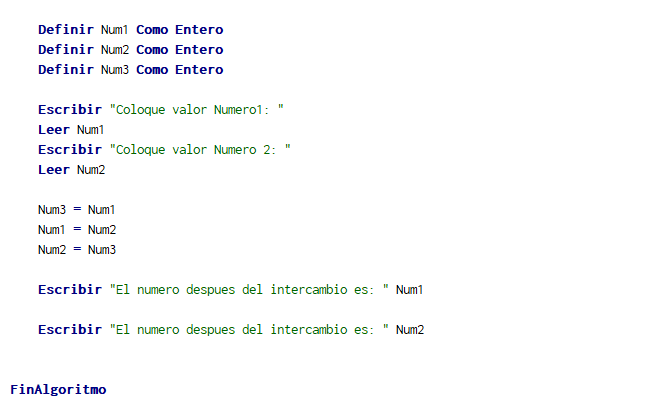 Definir Num1 Como Entero
Definir Num2 Como Entero
Definir Num3 Como Entero
Escribir "Coloque valor Numero1: "
Leer Num1
Escribir "Coloque valor Numero 2: "
Leer Num2
Num3 = Num1
Num1 = Num2
Num2 = Num3
Escribir "El numero despues del intercambio es: " Num1
Escribir "El numero despues del intercambio es: " Num2
FinAlgoritmo